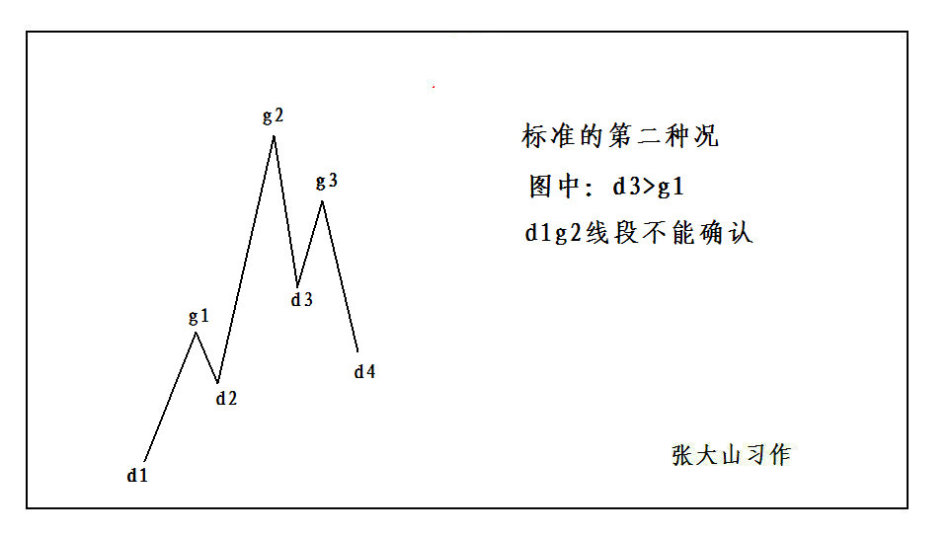 g2
标准的第二种况
g3
图中：d3>g1
d1g2线段不能确认
d3
g1
d4
d2
张大山习作
d1